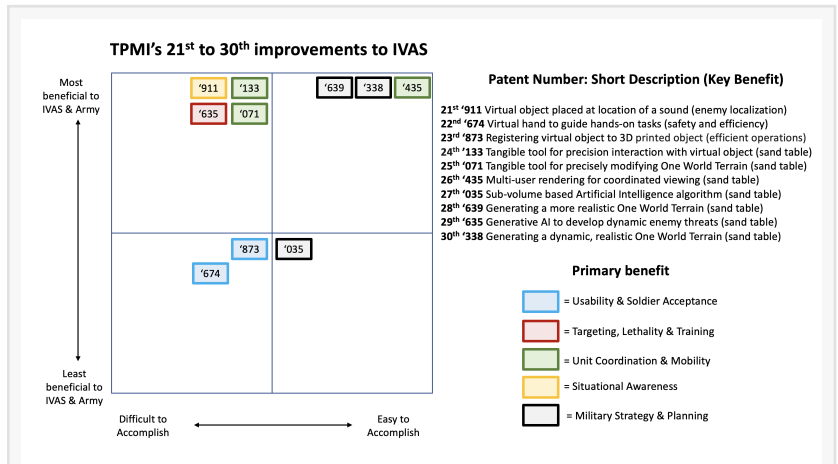 TPMI's 21st to 30th improvements to IVAS
Most
beneficial to
IVAS & Army
'911
'133
'639
'338
'435
'635
'071
'873
'035
'674
Least
beneficial to
IVAS & Army
Difficult to
Accomplish
Easy to
Accomplish
Patent Number: Short Description (Key Benefit)
21st '911 Virtual object placed at location of a sound (enemy localization)
22nd '674 Virtual hand to guide hands-on tasks (safety and efficiency)
23rd '873 Registering virtual object to 3D printed object (efficient operations)
24th '133 Tangible tool for precision interaction with virtual object (sand table)
25th '071 Tangible tool for precisely modifying One World Terrain (sand table)
26th '435 Multi-user rendering for coordinated viewing (sand table)
27th '035 Sub-volume based Artificial Intelligence algorithm (sand table)
28th '639 Generating a more realistic One World Terrain (sand table)
29th '635 Generative AI to develop dynamic enemy threats (sand table)
30th '338 Generating a dynamic, realistic One World Terrain (sand table)
Primary benefit
= Usability & Soldier Acceptance
= Targeting, Lethality & Training
= Unit Coordination & Mobility
= Situational Awareness
= Military Strategy & Planning